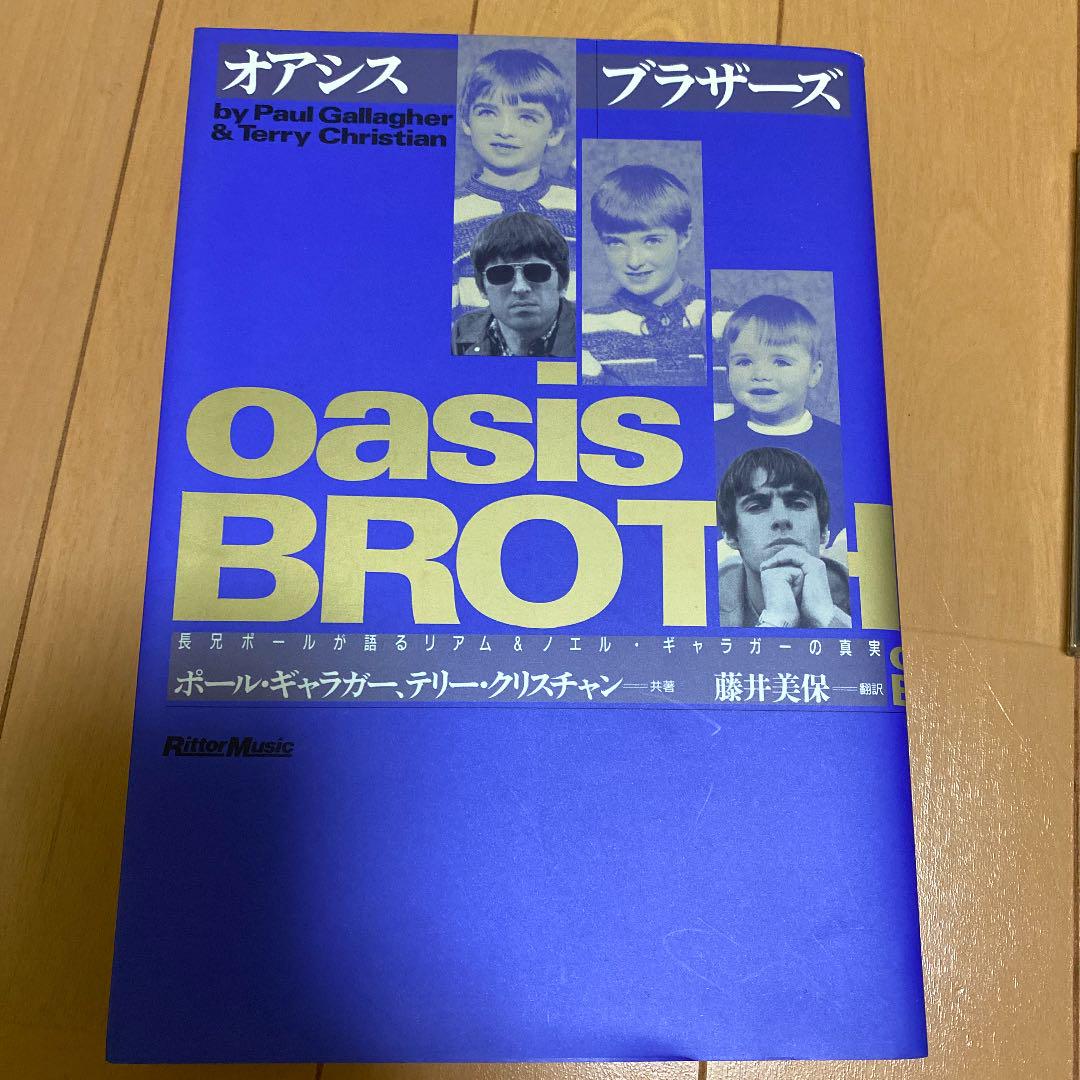 オアシス ブラザーズ
by Paul Gallagher
& Terry Christian
oasis
BROTH
長兄ポールが語るリアム&ノエル・ギャラガーの真実
ポール・ギャラガー、テリー・クリスチャン──共著 藤井美保──翻訳
RittorMusic